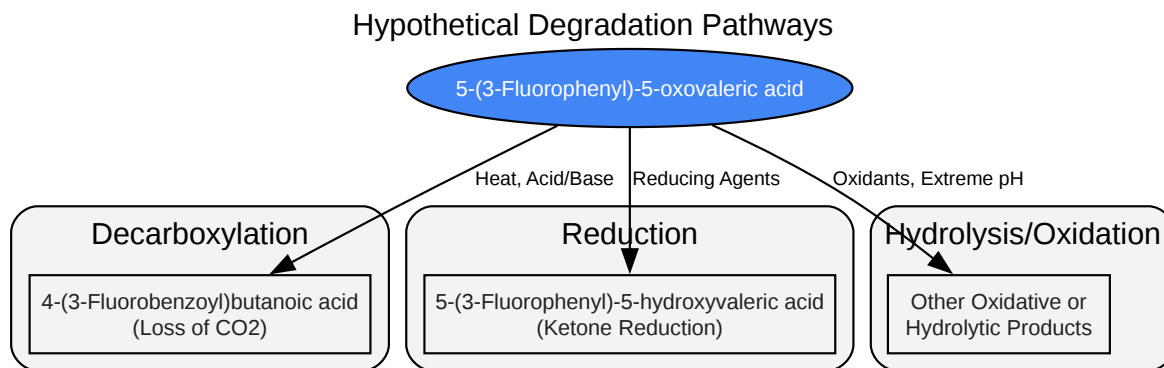 Hypothetical Degradation Pathways
5-(3-Fluorophenyl)-5-oxovaleric acid
Heat, Acid/Base
Reducing Agents
Oxidants, Extreme pH
Decarboxylation
4-(3-Fluorobenzoyl)butanoic acid
(Loss of CO2)
Reduction
5-(3-Fluorophenyl)-5-hydroxyvaleric acid
(Ketone Reduction)
Hydrolysis/Oxidation
Other Oxidative or
Hydrolytic Products